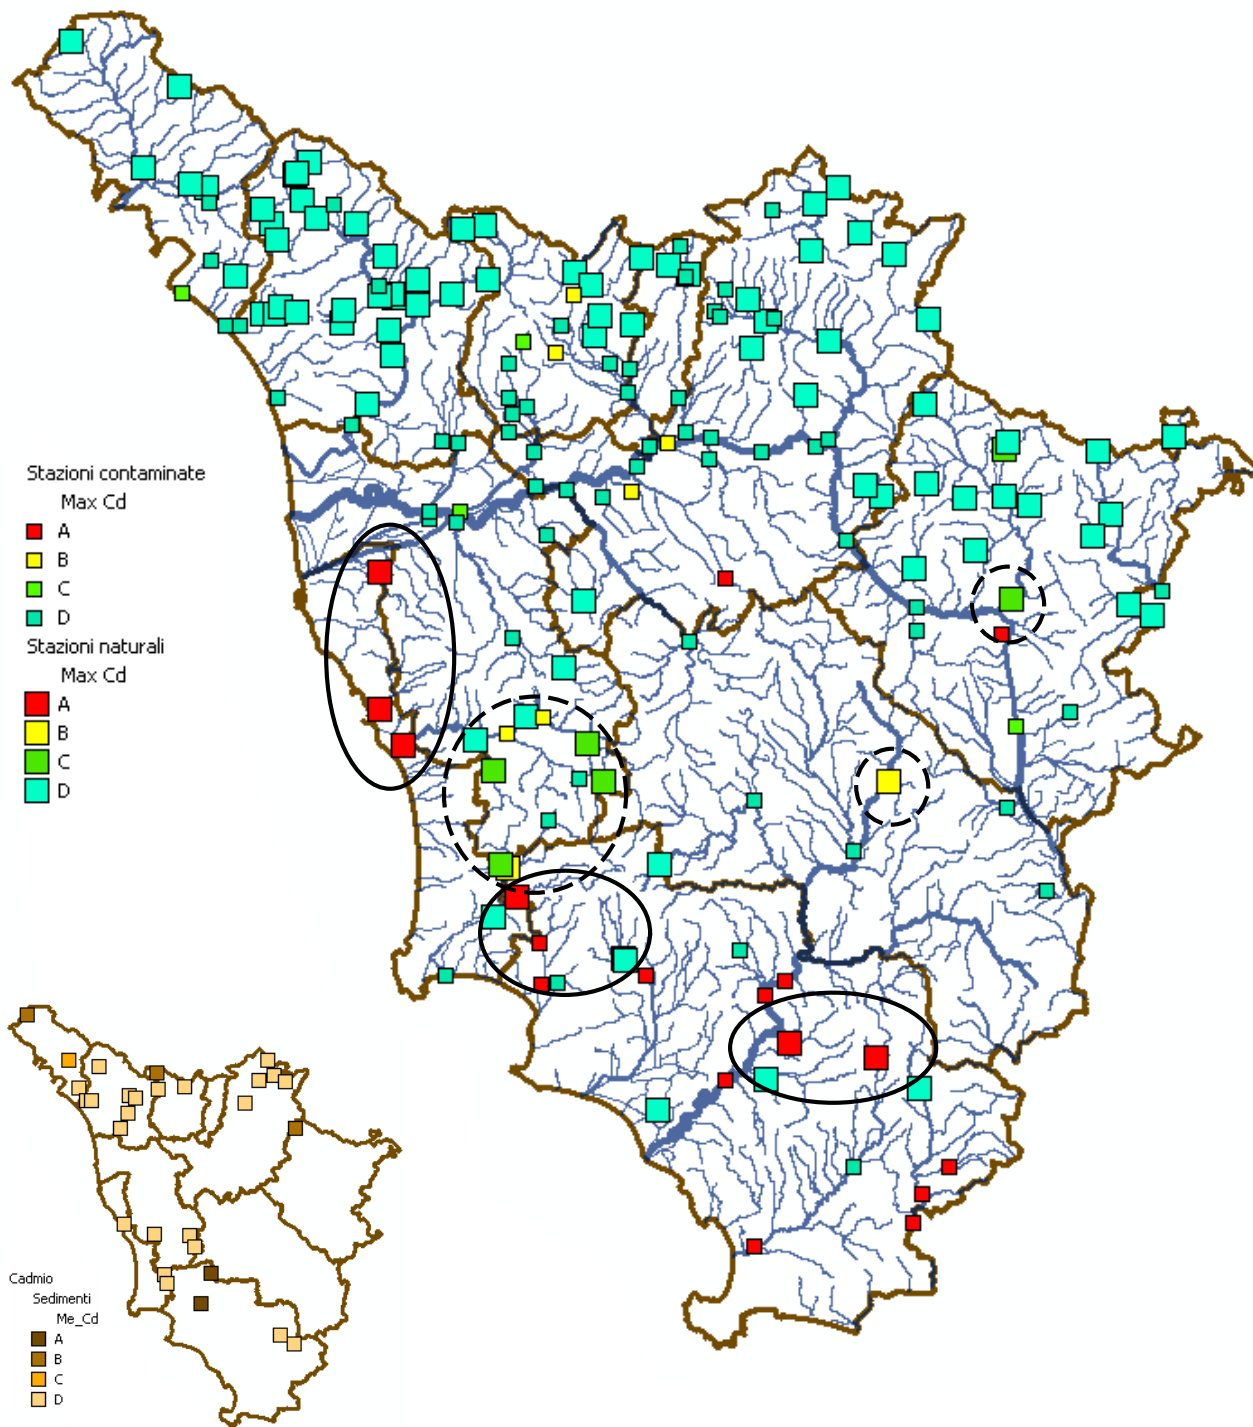 Stazioni contaminate
Max Cd
A
B
C
D
Stazioni naturali
Max Cd
A
B
C
D
Cadmio
Sedimenti
Me_Cd
A
B
C
D